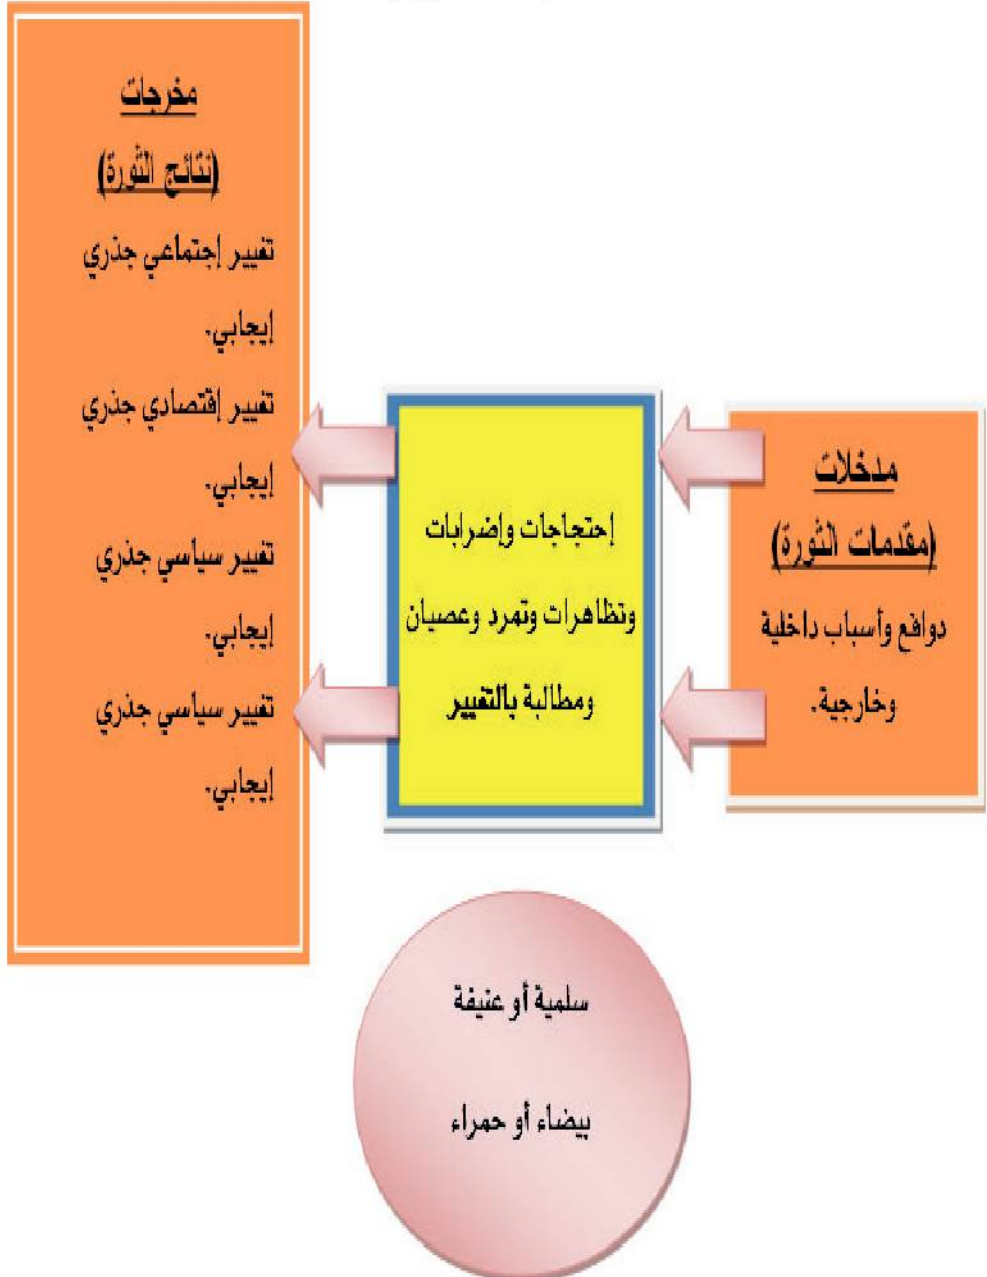 مدخلات
(مقدمات الثورة)
دوافع وأسباب داخلية
وخارجية.
إحتجاجات وإضرابات
وتظاهرات وتمرد وعصيان
ومطالبة بالتغيير
مخرجات
(نتائج الثورة)
تغيير إجتماعي جذري
إيجابي.
تغيير إقتصادي جذري
إيجابي.
تغيير سياسي جذري
إيجابي.
تغيير سياسي جذري
إيجابي.
سلمية أو عنيفة
بيضاء أو حمراء